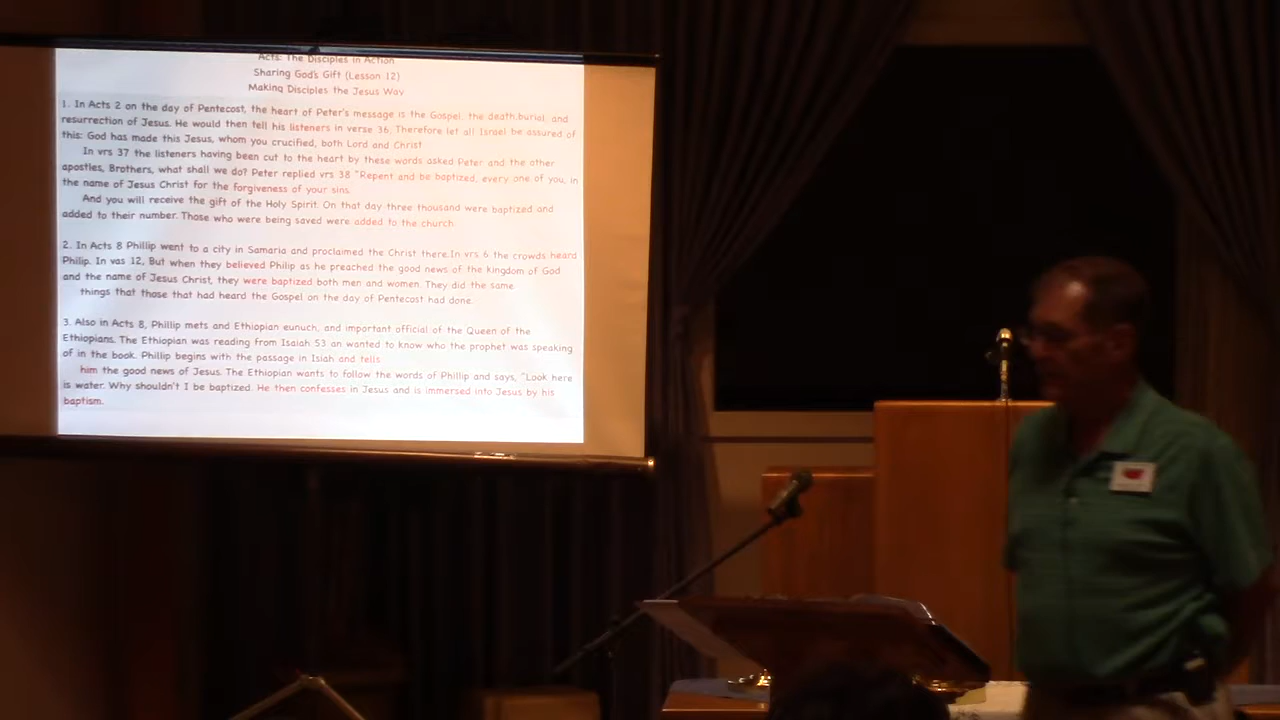 Acts: The Disciples in Action
Sharing God's Gift (Lesson 12)
Making Disciples the Jesus Way
1. In Acts 2 on the day of Pentecost, the heart of Peter's message is the Gospel, the death,burial, and
resurrection of Jesus. He would then tell his listeners in verse 36, Therefore let all Israel be assured of
this: God has made this Jesus, whom you crucified, both Lord and Christ
In vrs 37 the listeners having been cut to the heart by these words asked Peter and the other
apostles, Brothers, what shall we do? Peter replied vrs 38 "Repent and be baptized, every one of you, in
the name of Jesus Christ for the forgiveness of your sins.
And you will receive the gift of the Holy Spirit. On that day three thousand were baptized and
added to their number. Those who were being saved were added to the church.
2. In Acts 8 Phillip went to a city in Samaria and proclaimed the Christ there.In vrs 6 the crowds heard
Philip. In vas 12, But when they believed Philip as he preached the good news of the kingdom of God
and the name of Jesus Christ, they were baptized both men and women. They did the same
things that those that had heard the Gospel on the day of Pentecost had done.
3. Also in Acts 8, Phillip mets and Ethiopian eunuch, and important official of the Queen of the
Ethiopians. The Ethiopian was reading from Isaiah 53 an wanted to know who the prophet was speaking
of in the book. Phillip begins with the passage in Isiah and tells
him the good news of Jesus. The Ethiopian wants to follow the words of Phillip and says, "Look here
is water. Why shouldn't I be baptized. He then confesses in Jesus and is immersed into Jesus by his
baptism.